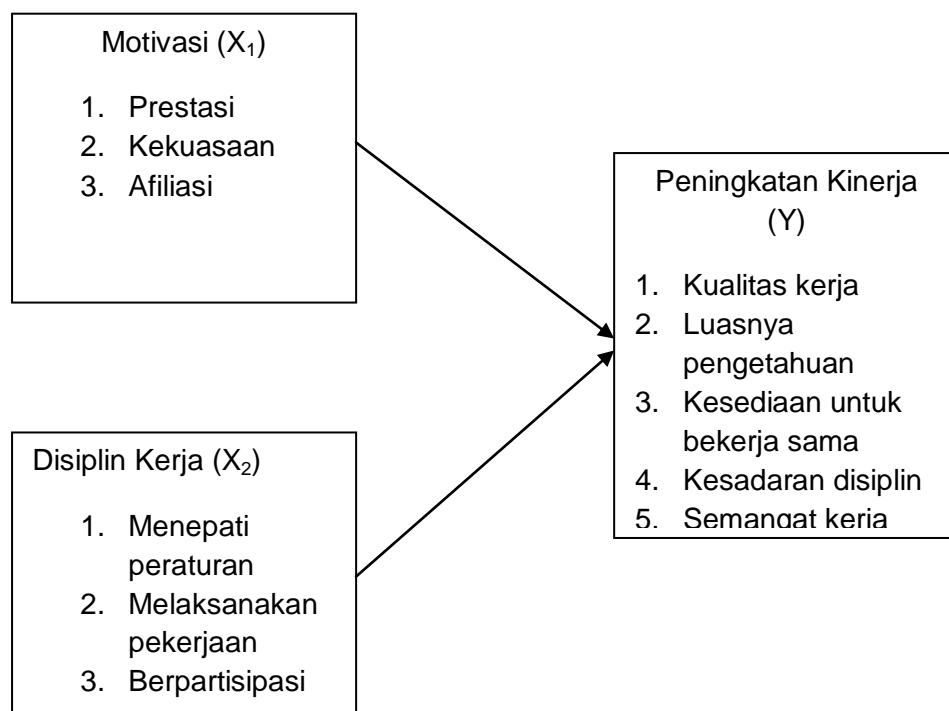 Motivasi (X₁)
1. Prestasi
2. Kekuasaan
3. Afiliasi
Peningkatan Kinerja
(Y)
1. Kualitas kerja
2. Luasnya
pengetahuan
3. Kesediaan untuk
bekerja sama
4. Kesadaran disiplin
5. Semangat kerja
Disiplin Kerja (X₂)
1. Menepati
peraturan
2. Melaksanakan
pekerjaan
3. Berpartisipasi